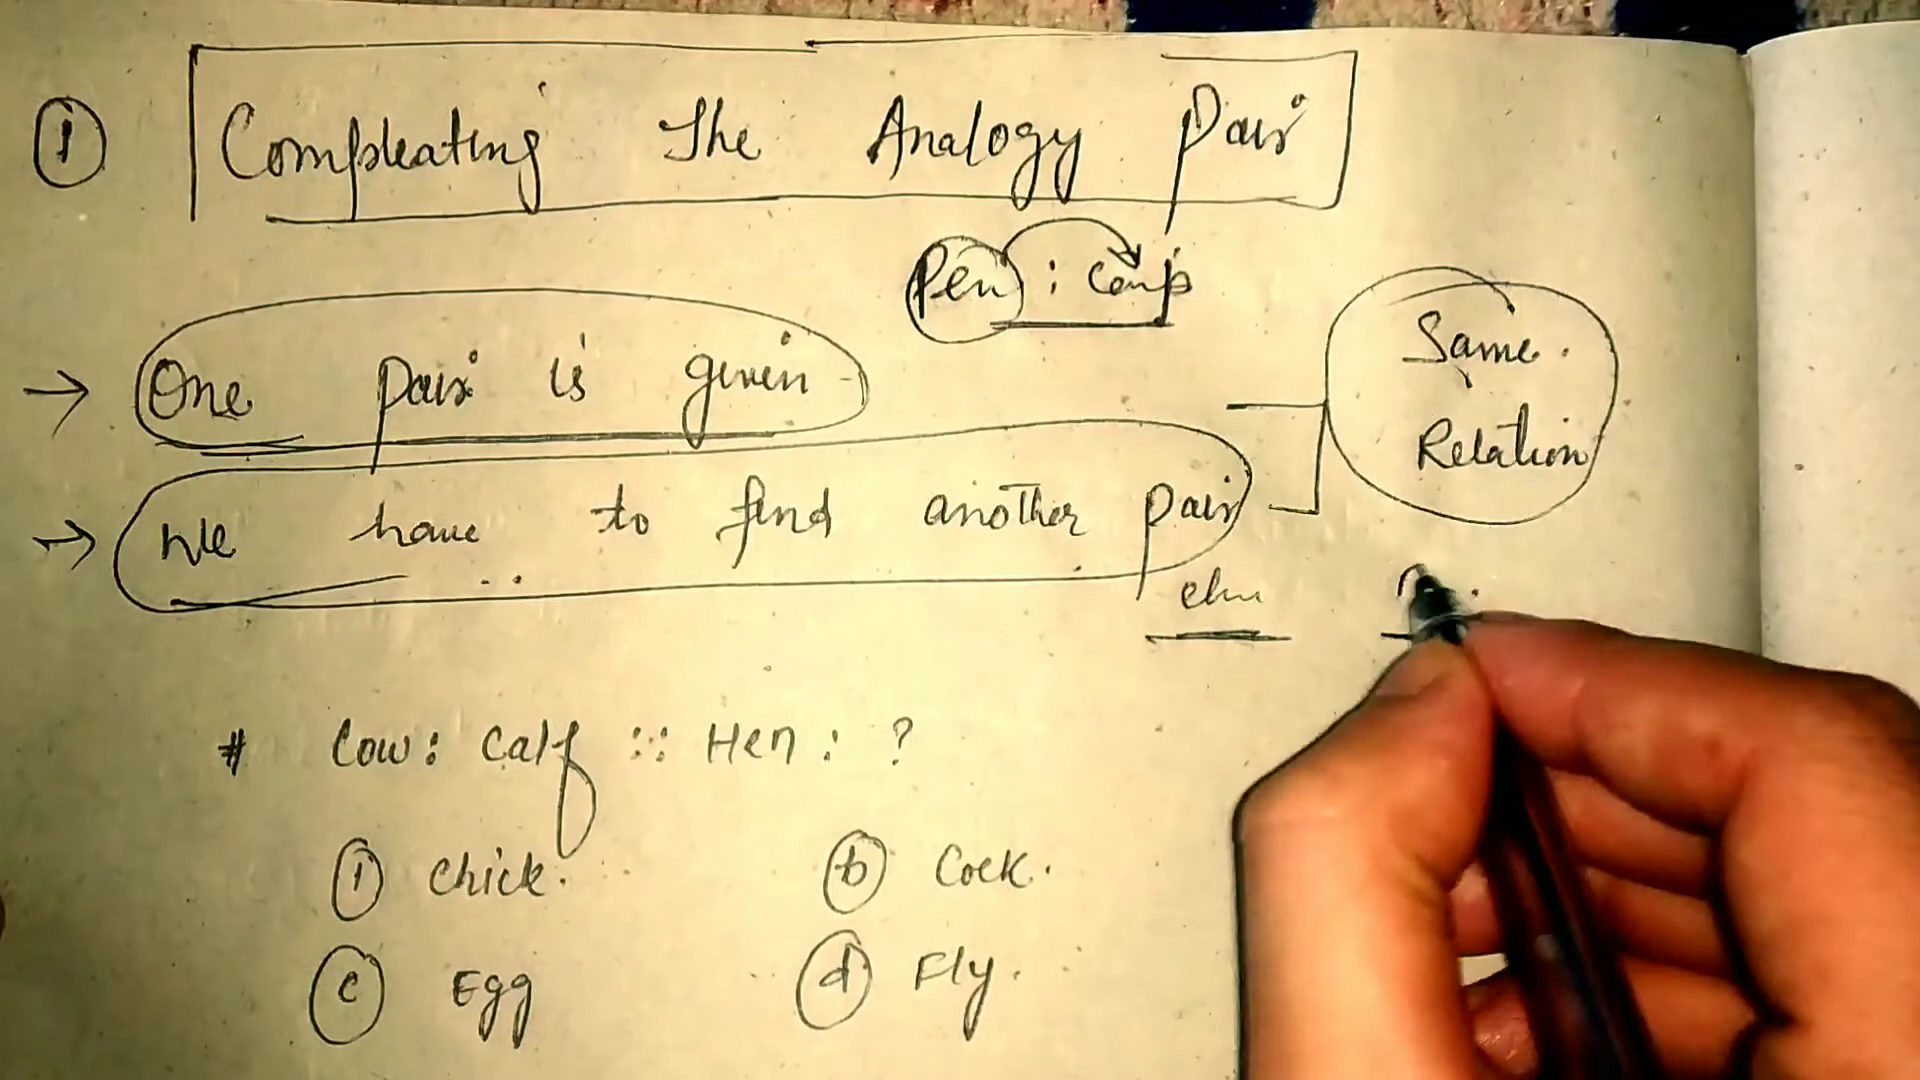 1 Compleating The Analogy Pair
Pen : Comp
Same.
Relation
→ One pair is given
→ We have to find another pair
# Cow : Calf :: Hen : ?
1 Chick.
b Cock.
c Egg
d Fly.